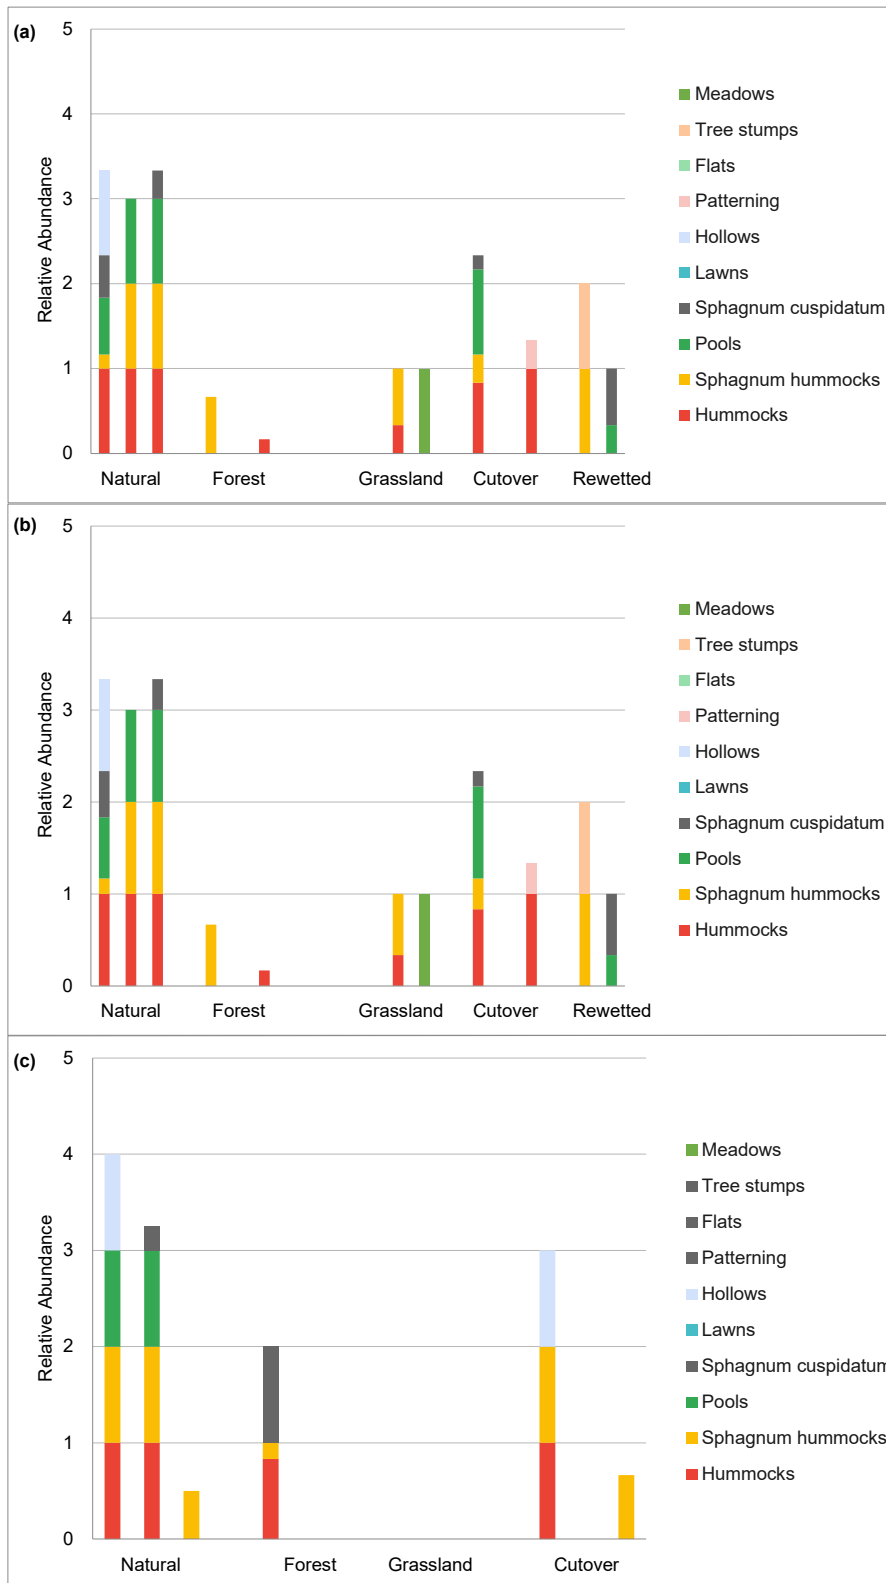 (a)
5
4
3
2
1
0
Relative Abundance
Natural Forest Grassland Cutover Rewetted
Meadows
Tree stumps
Flats
Patterning
Hollows
Lawns
Sphagnum cuspidatum
Pools
Sphagnum hummocks
Hummocks
(b)
5
4
3
2
1
0
Relative Abundance
Natural Forest Grassland Cutover Rewetted
Meadows
Tree stumps
Flats
Patterning
Hollows
Lawns
Sphagnum cuspidatum
Pools
Sphagnum hummocks
Hummocks
(c)
5
4
3
2
1
0
Relative Abundance
Natural Forest Grassland Cutover
Meadows
Tree stumps
Flats
Patterning
Hollows
Lawns
Sphagnum cuspidatum
Pools
Sphagnum hummocks
Hummocks